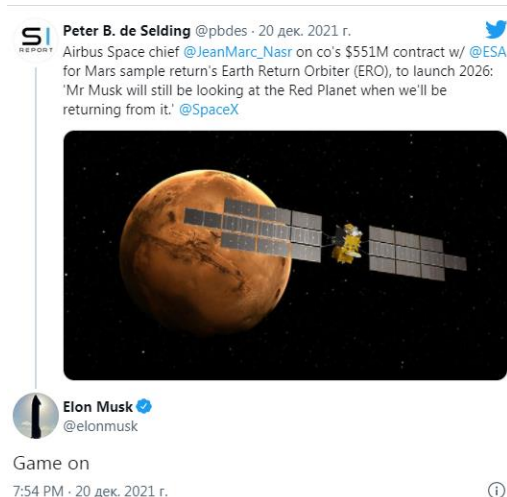 SI
REPORT
Peter B. de Selding @pbdes · 20 дек. 2021 г.
Airbus Space chief @JeanMarc_Nasr on co's $551M contract w/ @ESA
for Mars sample return's Earth Return Orbiter (ERO), to launch 2026:
'Mr Musk will still be looking at the Red Planet when we'll be
returning from it.' @SpaceX
Elon Musk
@elonmusk
Game on
7:54 PM · 20 дек. 2021 г.